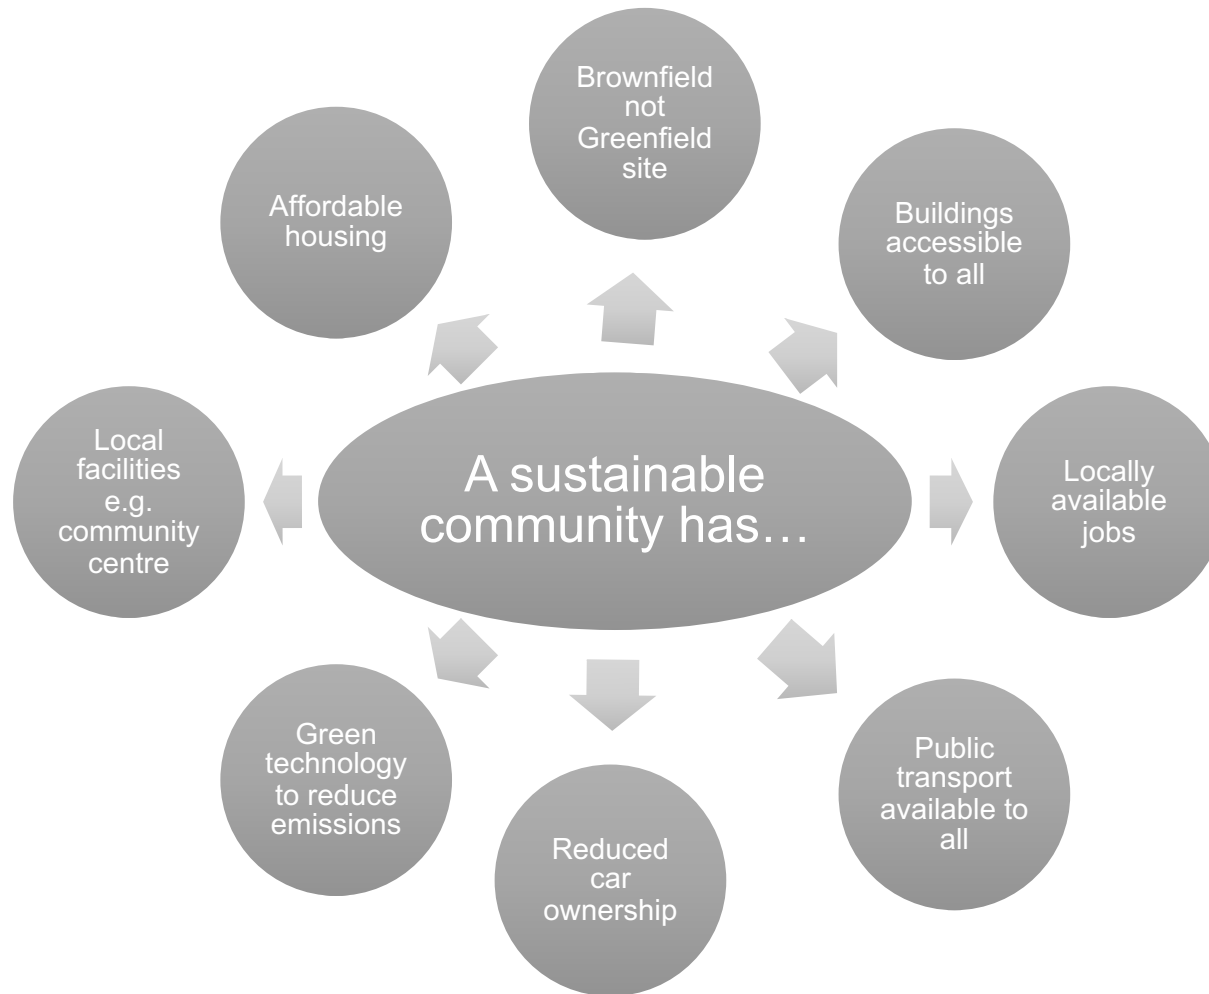 Brownfield
not
Greenfield
site
Affordable
housing
Buildings
accessible
to all
Local
facilities
e.g.
community
centre
A sustainable
community has…
Locally
available
jobs
Green
technology
to reduce
emissions
Public
transport
available to
all
Reduced
car
ownership